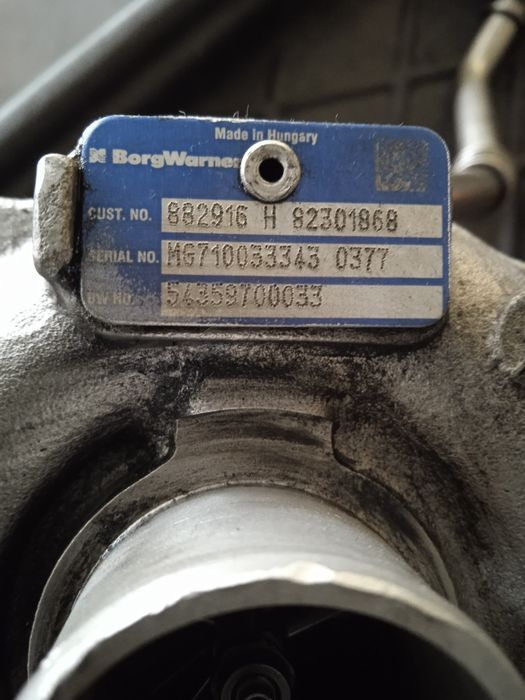 Made in Hungary
BorgWarner
CUST. NO. 882916 H 82301868
SERIAL NO. MG710033343 0377
BW NO. 54359700033